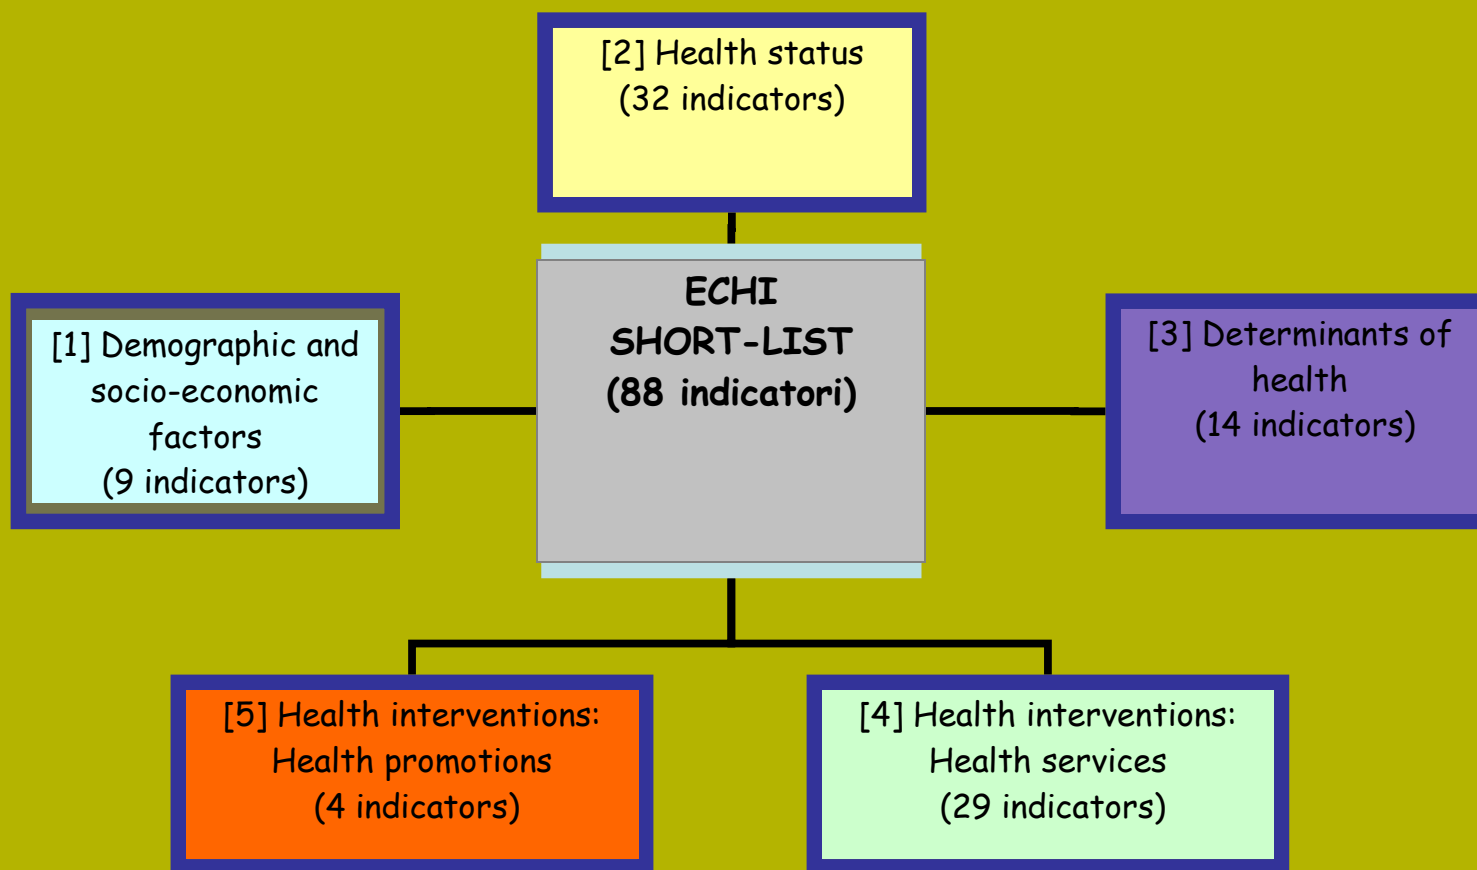 [2] Health status
(32 indicators)
ECHI
SHORT-LIST
(88 indicatori)
[1] Demographic and
socio-economic
factors
(9 indicators)
[3] Determinants of
health
(14 indicators)
[5] Health interventions:
Health promotions
(4 indicators)
[4] Health interventions:
Health services
(29 indicators)